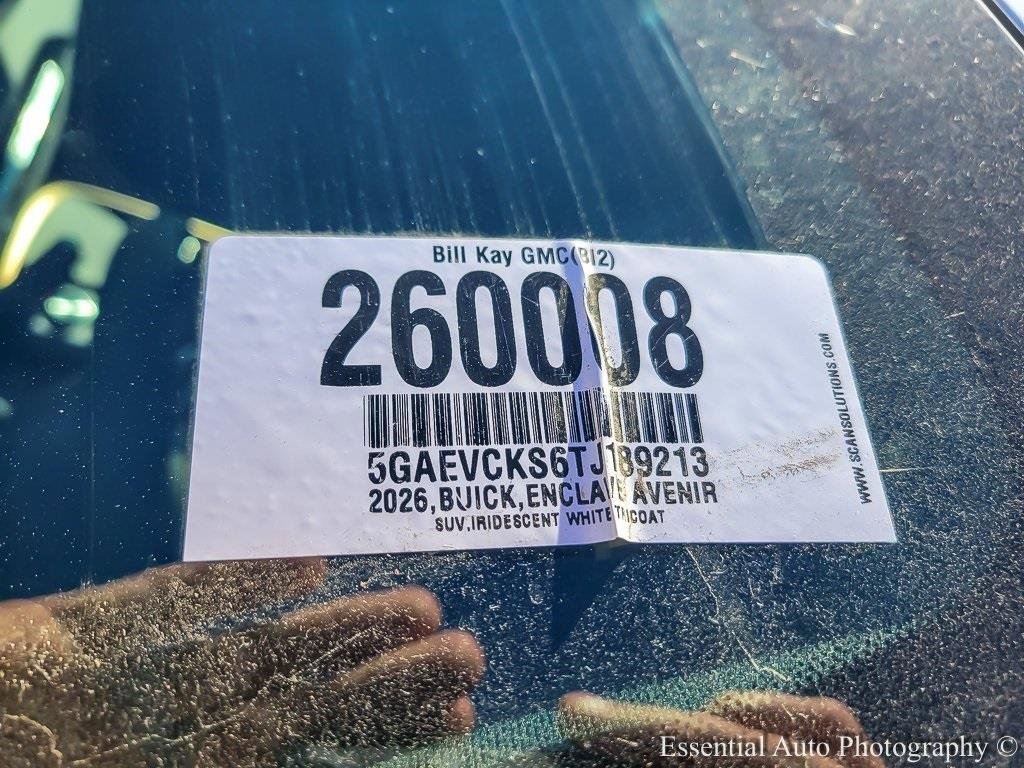 Bill Kay GMC(BI2)
260008
5GAEVCKS6TJ189213
2026,BUICK,ENCLAVE AVENIR
SUV,IRIDESCENT WHITE TRICOAT
WWW.SCANSOLUTIONS.COM
Essential Auto Photography ©